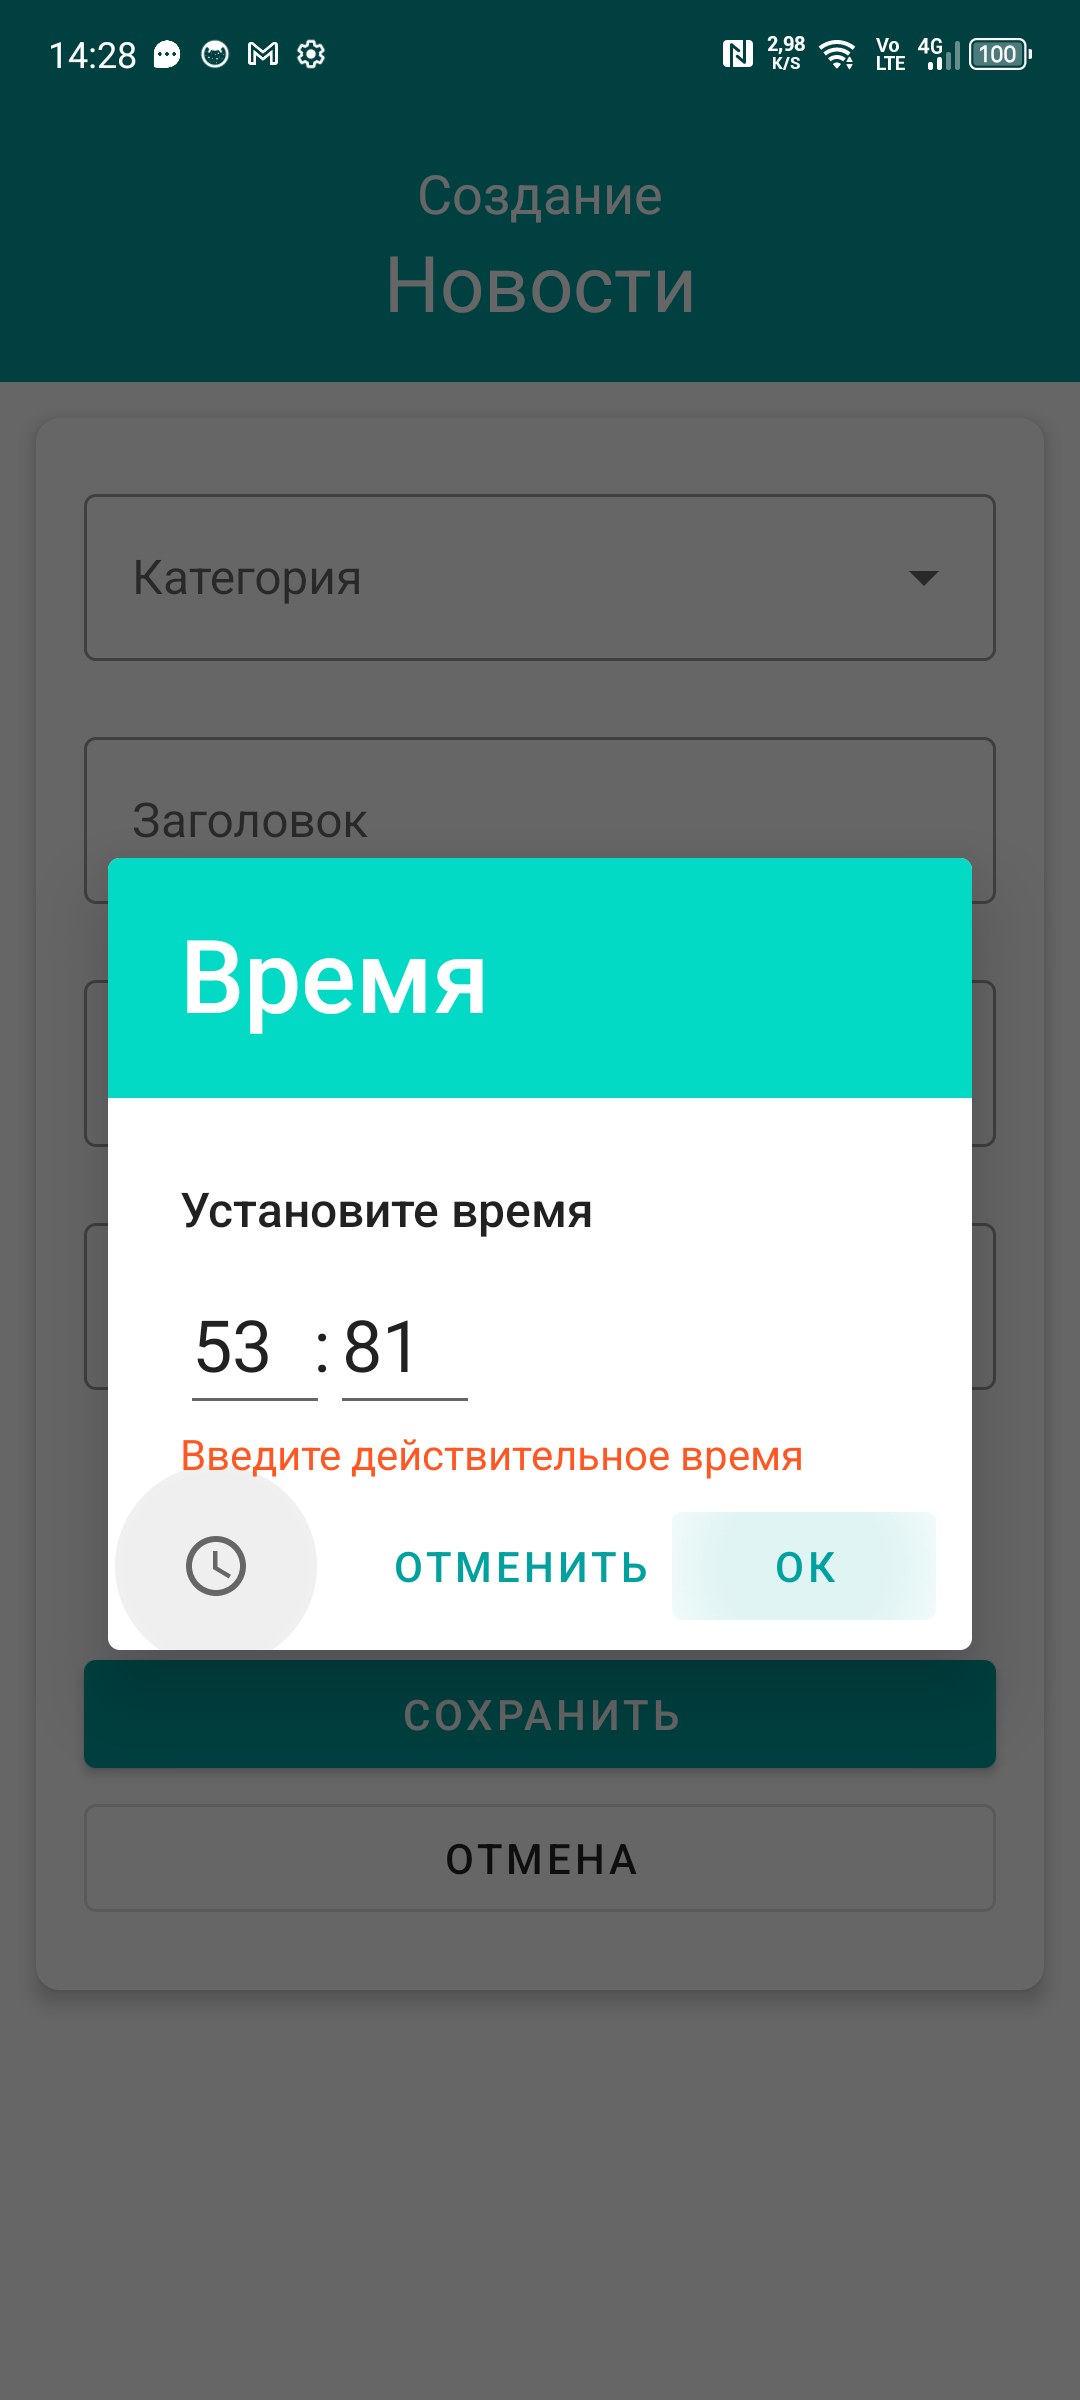 14:28
2,98 K/S Vo LTE 4G 100
Создание
Новости
Категория
Заголовок
Время
Установите время
53 : 81
Введите действительное время
ОТМЕНИТЬ ОК
СОХРАНИТЬ
ОТМЕНА